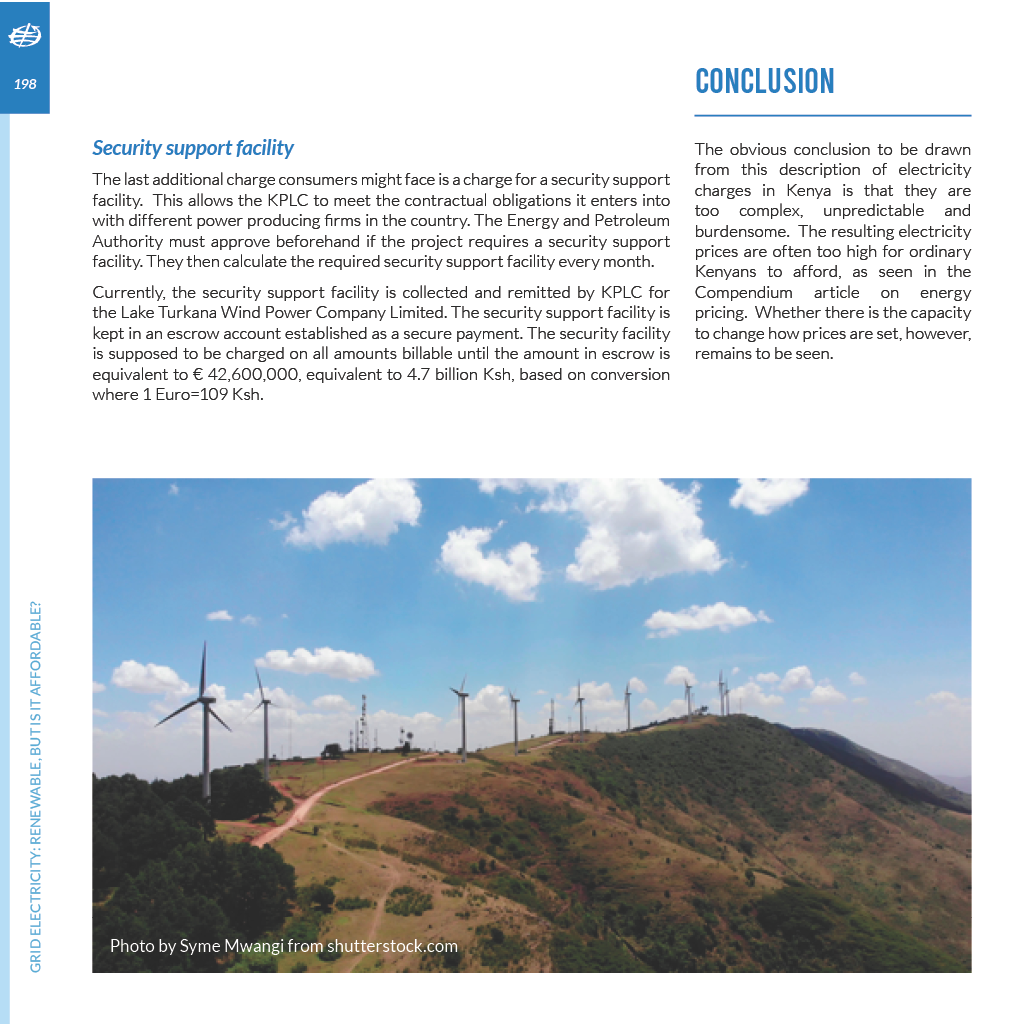 198
Security support facility
The last additional charge consumers might face is a charge for a security support
facility. This allows the KPLC to meet the contractual obligations it enters into
with different power producing firms in the country. The Energy and Petroleum
Authority must approve beforehand if the project requires a security support
facility. They then calculate the required security support facility every month.
Currently, the security support facility is collected and remitted by KPLC for
the Lake Turkana Wind Power Company Limited. The security support facility is
kept in an escrow account established as a secure payment. The security facility
is supposed to be charged on all amounts billable until the amount in escrow is
equivalent to € 42,600,000, equivalent to 4.7 billion Ksh, based on conversion
where 1 Euro=109 Ksh.
CONCLUSION
The obvious conclusion to be drawn
from this description of electricity
charges in Kenya is that they are
too complex, unpredictable and
burdensome. The resulting electricity
prices are often too high for ordinary
Kenyans to afford, as seen in the
Compendium article on energy
pricing. Whether there is the capacity
to change how prices are set, however,
remains to be seen.
Photo by Syme Mwangi from shutterstock.com
GRID ELECTRICITY: RENEWABLE, BUT IS IT AFFORDABLE?